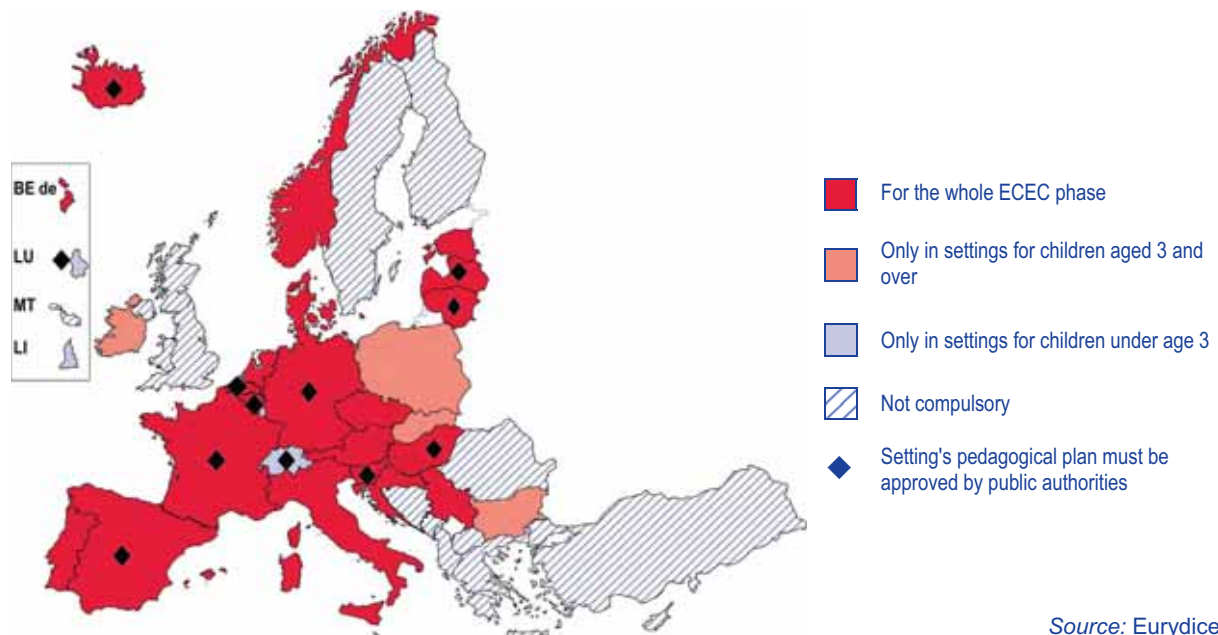 BE de
LU
MT
LI
For the whole ECEC phase
Only in settings for children aged 3 and
over
Only in settings for children under age 3
Not compulsory
Setting's pedagogical plan must be
approved by public authorities
Source: Eurydice